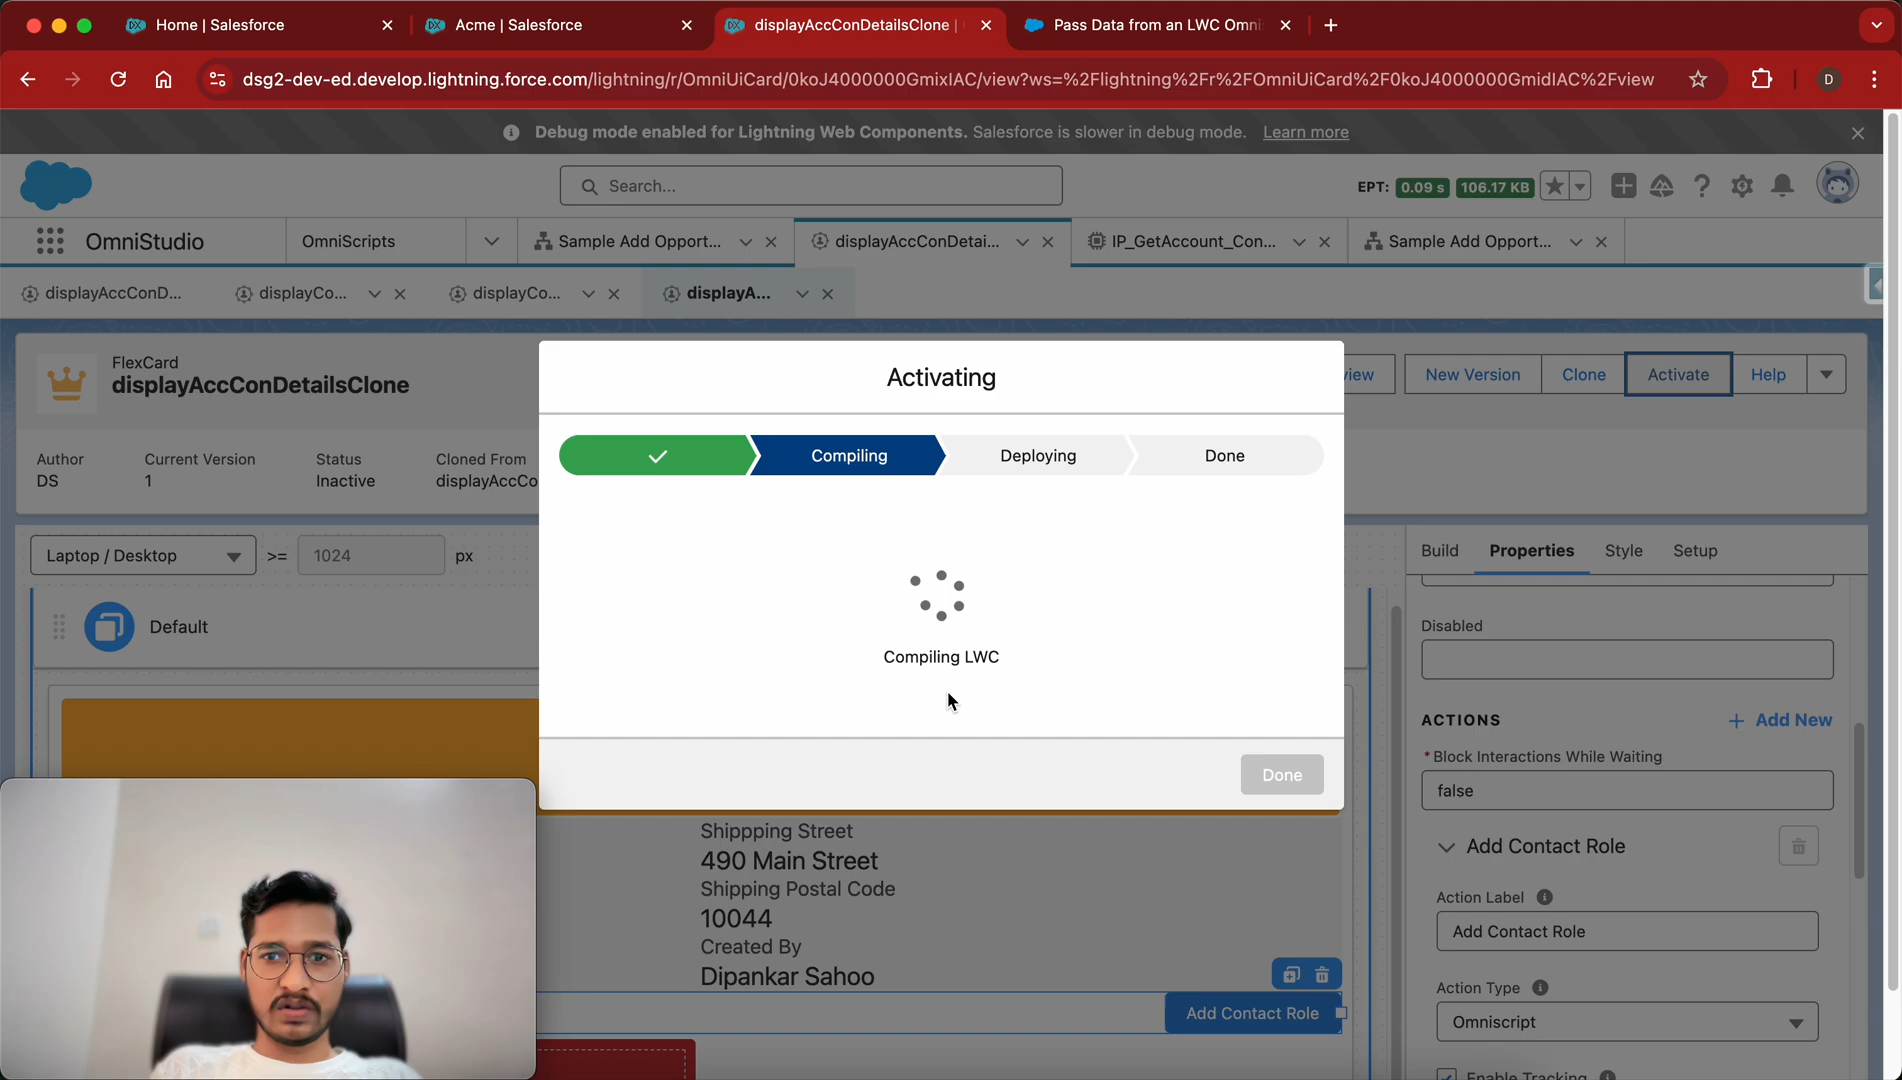 Home | Salesforce
Acme | Salesforce
displayAccConDetailsClone |
Pass Data from an LWC Omni
dsg2-dev-ed.develop.lightning.force.com/lightning/r/OmniUiCard/0koJ4000000GmixIAC/view?ws=%2Flightning%2Fr%2FOmniUiCard%2F0koJ4000000GmidIAC%2Fview
D
Debug mode enabled for Lightning Web Components. Salesforce is slower in debug mode. Learn more
Search...
EPT: 0.09 s 106.17 KB
OmniStudio
OmniScripts
Sample Add Opport...
displayAccConDetai...
IP_GetAccount_Con...
Sample Add Opport...
displayAccConD...
displayCo...
displayCo...
displayA...
FlexCard
displayAccConDetailsClone
view
New Version
Clone
Activate
Help
Author
DS
Current Version
1
Status
Inactive
Cloned From
displayAccCo
Activating
Compiling
Deploying
Done
Compiling LWC
Done
Laptop / Desktop
>=
1024
px
Default
Shippping Street
490 Main Street
Shipping Postal Code
10044
Created By
Dipankar Sahoo
Add Contact Role
Build
Properties
Style
Setup
Disabled
ACTIONS
+ Add New
* Block Interactions While Waiting
false
Add Contact Role
Action Label
Add Contact Role
Action Type
Omniscript
Enable Tracking